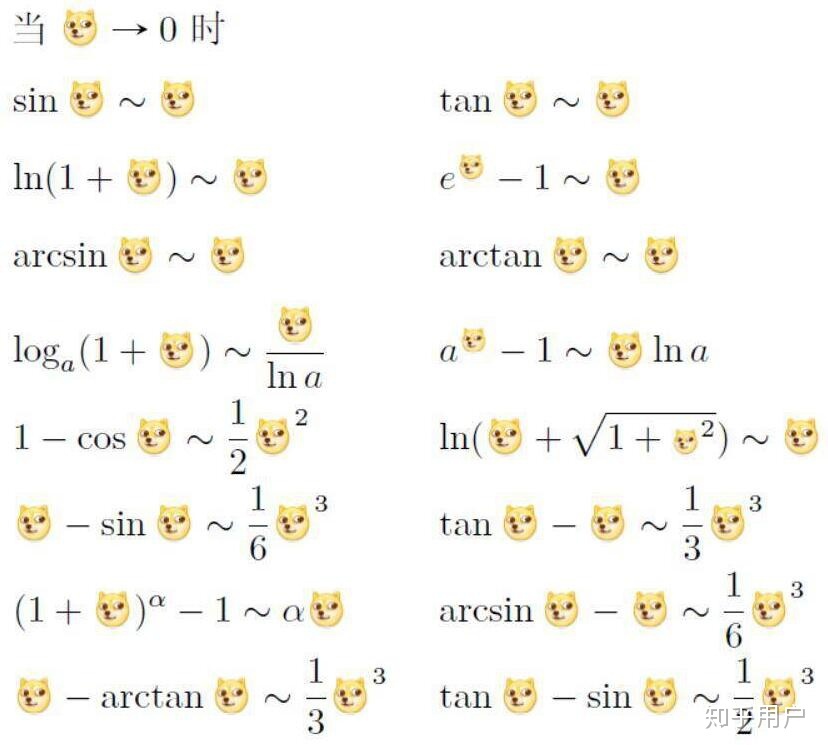 当 🐶 → 0 时
sin 🐶 ~ 🐶 tan 🐶 ~ 🐶
ln(1 + 🐶) ~ 🐶 e^🐶 − 1 ~ 🐶
arcsin 🐶 ~ 🐶 arctan 🐶 ~ 🐶
log_a(1 + 🐶) ~ 🐶/ln a a^🐶 − 1 ~ 🐶 ln a
1 − cos 🐶 ~ 1/2 🐶² ln(🐶 + √(1 + 🐶²)) ~ 🐶
🐶 − sin 🐶 ~ 1/6 🐶³ tan 🐶 − 🐶 ~ 1/3 🐶³
(1 + 🐶)^α − 1 ~ α🐶 arcsin 🐶 − 🐶 ~ 1/6 🐶³
🐶 − arctan 🐶 ~ 1/3 🐶³ tan 🐶 − sin 🐶 ~ 1/2 🐶³
知乎用户